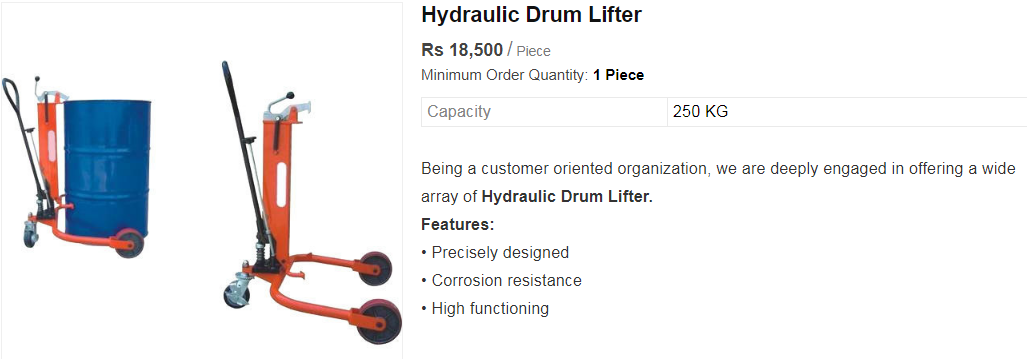 Hydraulic Drum Lifter
Rs 18,500 / Piece
Minimum Order Quantity: 1 Piece
Capacity 250 KG
Being a customer oriented organization, we are deeply engaged in offering a wide
array of Hydraulic Drum Lifter.
Features:
• Precisely designed
• Corrosion resistance
• High functioning